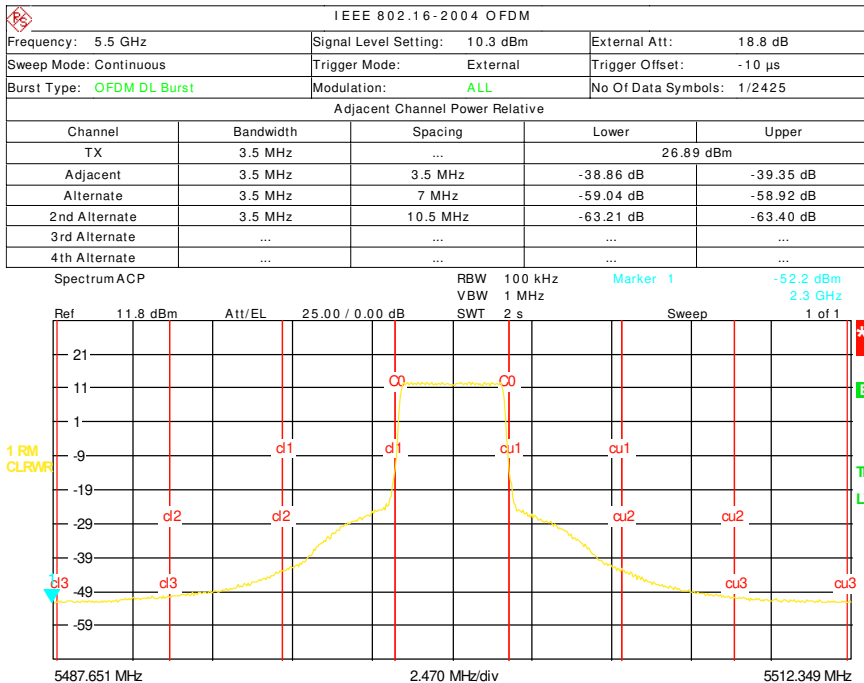 R S
IEEE 802.16-2004 OFDM
Frequency: 5.5 GHz Signal Level Setting: 10.3 dBm External Att: 18.8 dB
Sweep Mode: Continuous Trigger Mode: External Trigger Offset: -10 µs
Burst Type: OFDM DL Burst Modulation: ALL No Of Data Symbols: 1/2425
Adjacent Channel Power Relative
Channel Bandwidth Spacing Lower Upper
TX 3.5 MHz ... 26.89 dBm
Adjacent 3.5 MHz 3.5 MHz -38.86 dB -39.35 dB
Alternate 3.5 MHz 7 MHz -59.04 dB -58.92 dB
2nd Alternate 3.5 MHz 10.5 MHz -63.21 dB -63.40 dB
3rd Alternate ... ... ... ...
4th Alternate ... ... ... ...
Spectrum ACP RBW 100 kHz Marker 1 -52.2 dBm
VBW 1 MHz 2.3 GHz
Ref 11.8 dBm Att/EL 25.00 / 0.00 dB SWT 2 s Sweep 1 of 1
*
21
11 C0 C0
1
1 RM -9 cl1 cl1 cu1 cu1
CLRWR
-19
cl2 cl2 cu2 cu2
-29
-39
1
cl3 cl3 cu3 cu3
-49
-59
5487.651 MHz 2.470 MHz/div 5512.349 MHz